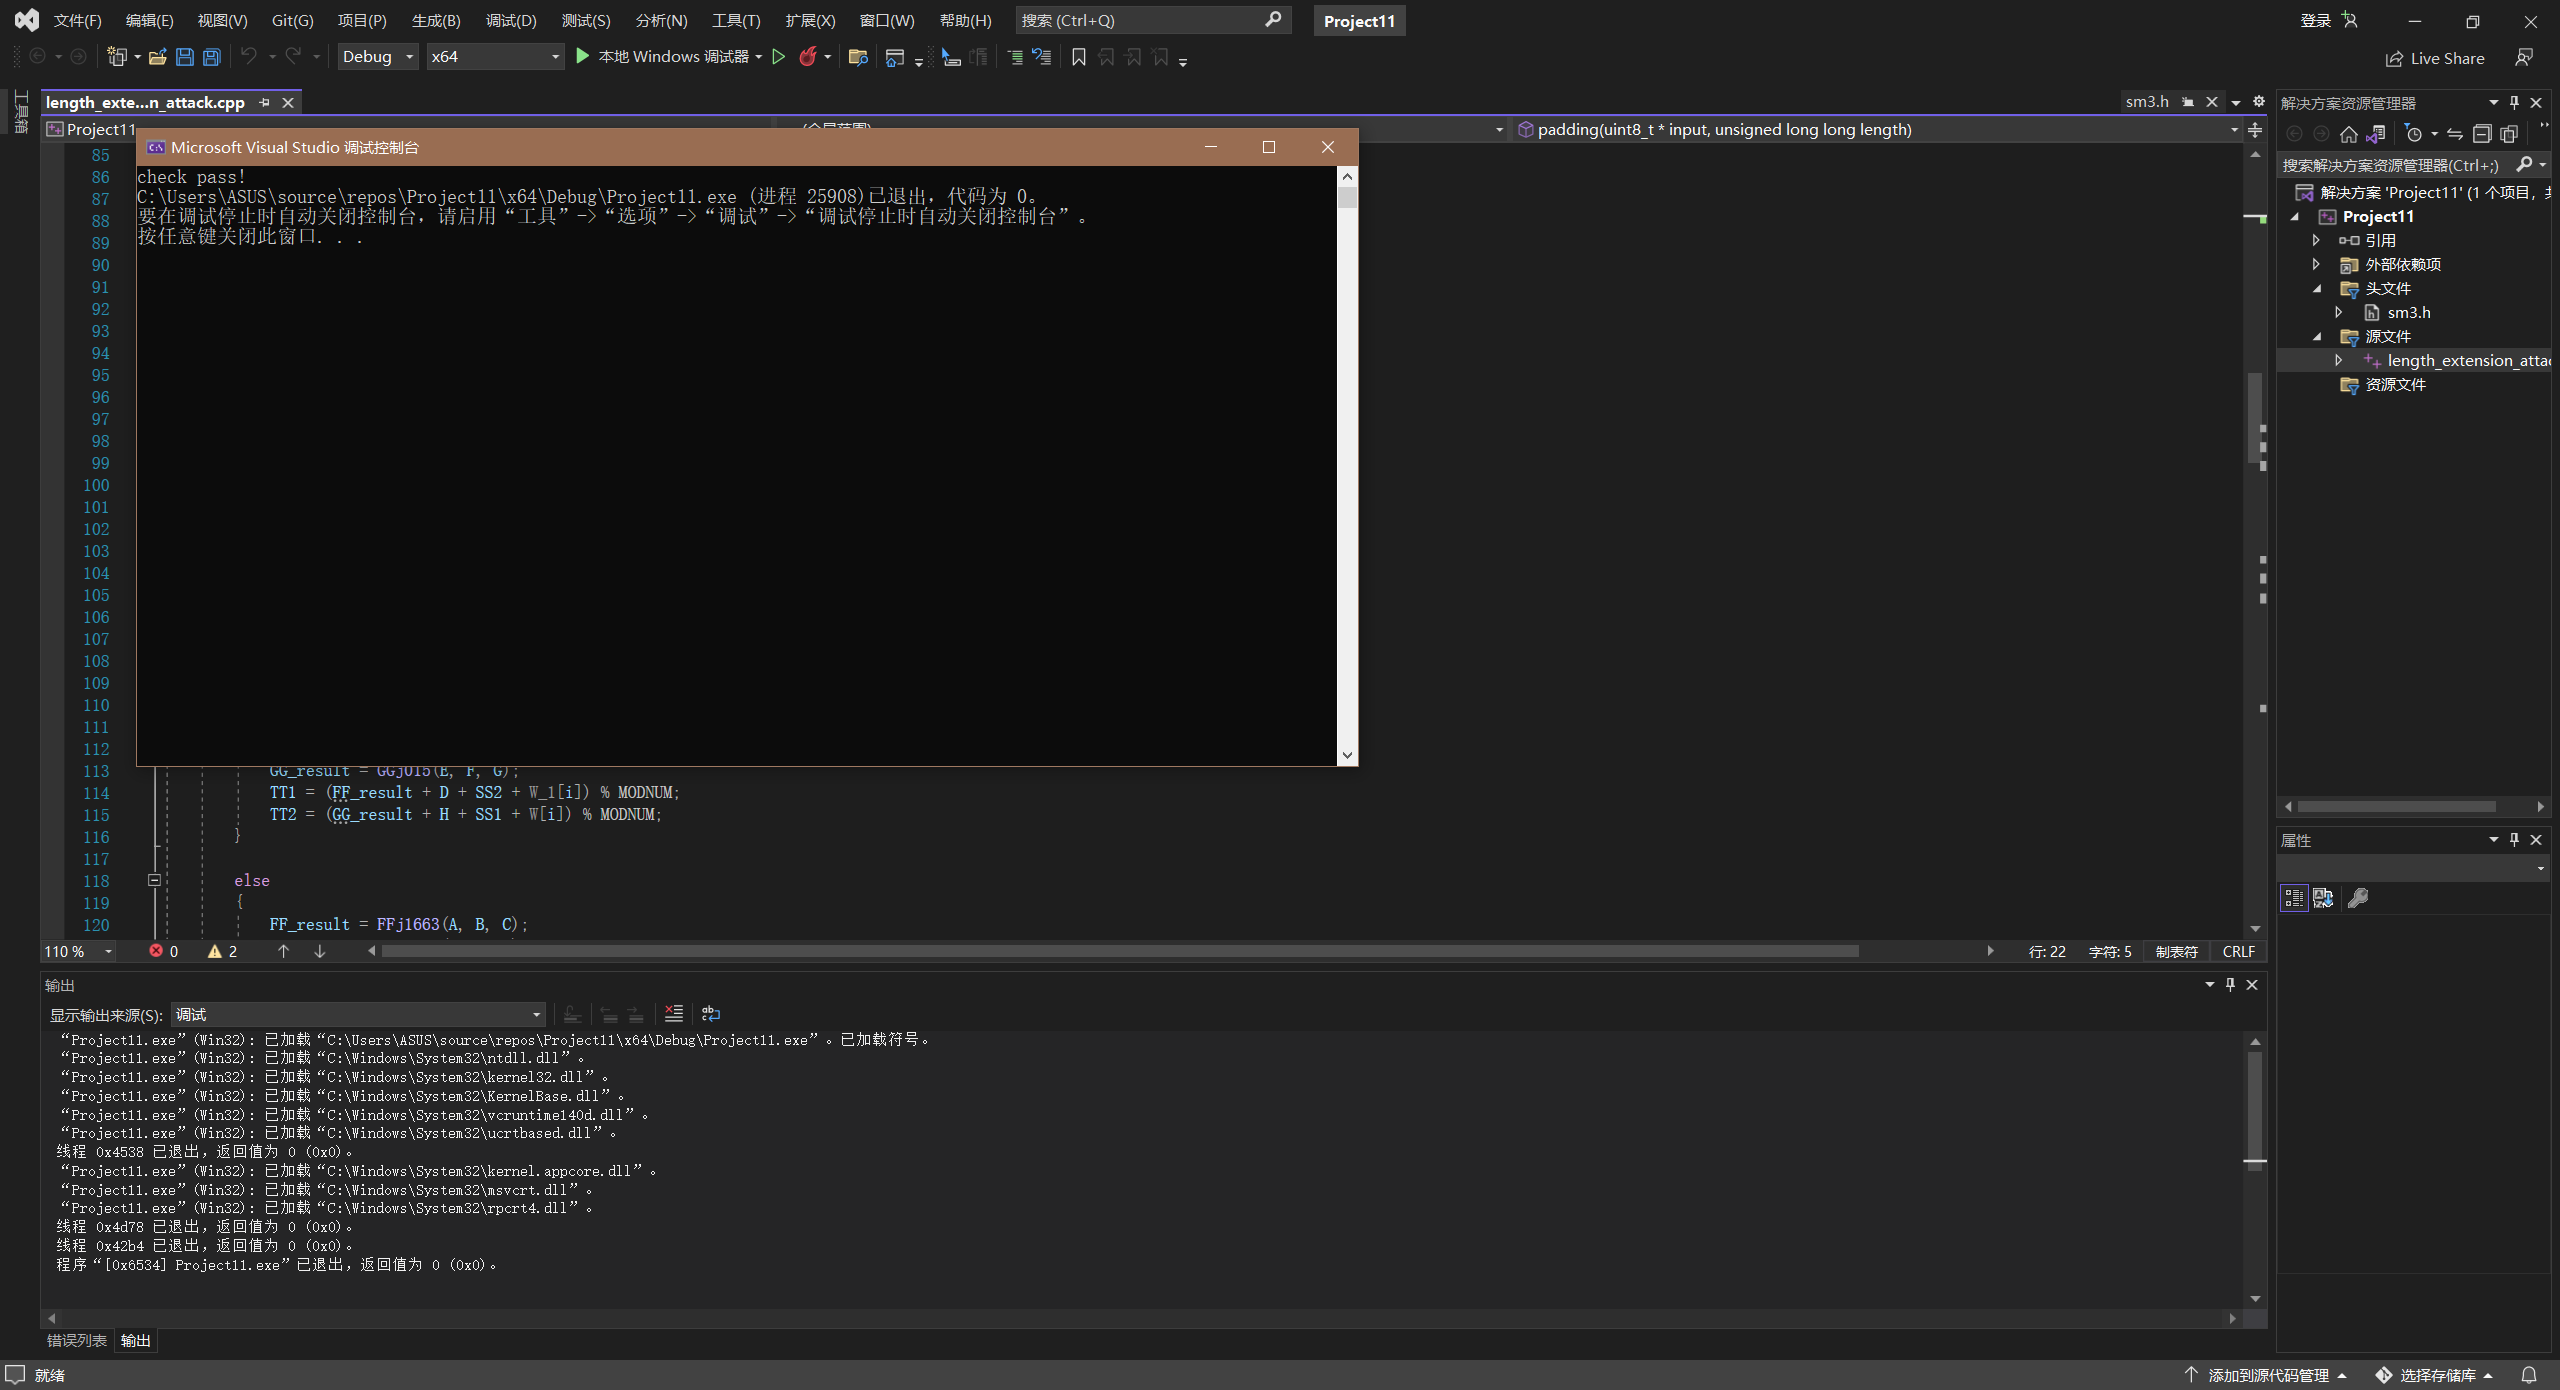 文件(F) 编辑(E) 视图(V) Git(G) 项目(P) 生成(B) 调试(D) 测试(S) 分析(N) 工具(T) 扩展(X) 窗口(W) 帮助(H) 搜索 (Ctrl+Q) Project11 登录
Debug x64 本地 Windows 调试器 Live Share
工具箱
length_exte...n_attack.cpp sm3.h
Project11 padding(uint8_t * input, unsigned long long length)
Microsoft Visual Studio 调试控制台
check pass!
C:\Users\ASUS\source\repos\Project11\x64\Debug\Project11.exe (进程 25908)已退出，代码为 0。
要在调试停止时自动关闭控制台，请启用“工具”->“选项”->“调试”->“调试停止时自动关闭控制台”。
按任意键关闭此窗口. . .
85
86
87
88
89
90
91
92
93
94
95
96
97
98
99
100
101
102
103
104
105
106
107
108
109
110
111
112
113 GG_result = GGj015(E, F, G);
114 TT1 = (FF_result + D + SS2 + W_1[i]) % MODNUM;
115 TT2 = (GG_result + H + SS1 + W[i]) % MODNUM;
116 }
117
118 else
119 {
120 FF_result = FFj1663(A, B, C);
110 % 0 2 行: 22 字符: 5 制表符 CRLF
输出
显示输出来源(S): 调试
“Project11.exe”(Win32): 已加载“C:\Users\ASUS\source\repos\Project11\x64\Debug\Project11.exe”。已加载符号。
“Project11.exe”(Win32): 已加载“C:\Windows\System32\ntdll.dll”。
“Project11.exe”(Win32): 已加载“C:\Windows\System32\kernel32.dll”。
“Project11.exe”(Win32): 已加载“C:\Windows\System32\KernelBase.dll”。
“Project11.exe”(Win32): 已加载“C:\Windows\System32\vcruntime140d.dll”。
“Project11.exe”(Win32): 已加载“C:\Windows\System32\ucrtbased.dll”。
线程 0x4538 已退出，返回值为 0 (0x0)。
“Project11.exe”(Win32): 已加载“C:\Windows\System32\kernel.appcore.dll”。
“Project11.exe”(Win32): 已加载“C:\Windows\System32\msvcrt.dll”。
“Project11.exe”(Win32): 已加载“C:\Windows\System32\rpcrt4.dll”。
线程 0x4d78 已退出，返回值为 0 (0x0)。
线程 0x42b4 已退出，返回值为 0 (0x0)。
程序“[0x6534] Project11.exe”已退出，返回值为 0 (0x0)。
错误列表 输出
解决方案资源管理器
搜索解决方案资源管理器(Ctrl+;)
解决方案 'Project11' (1 个项目，
Project11
引用
外部依赖项
头文件
sm3.h
源文件
length_extension_atta
资源文件
属性
就绪 添加到源代码管理 选择存储库